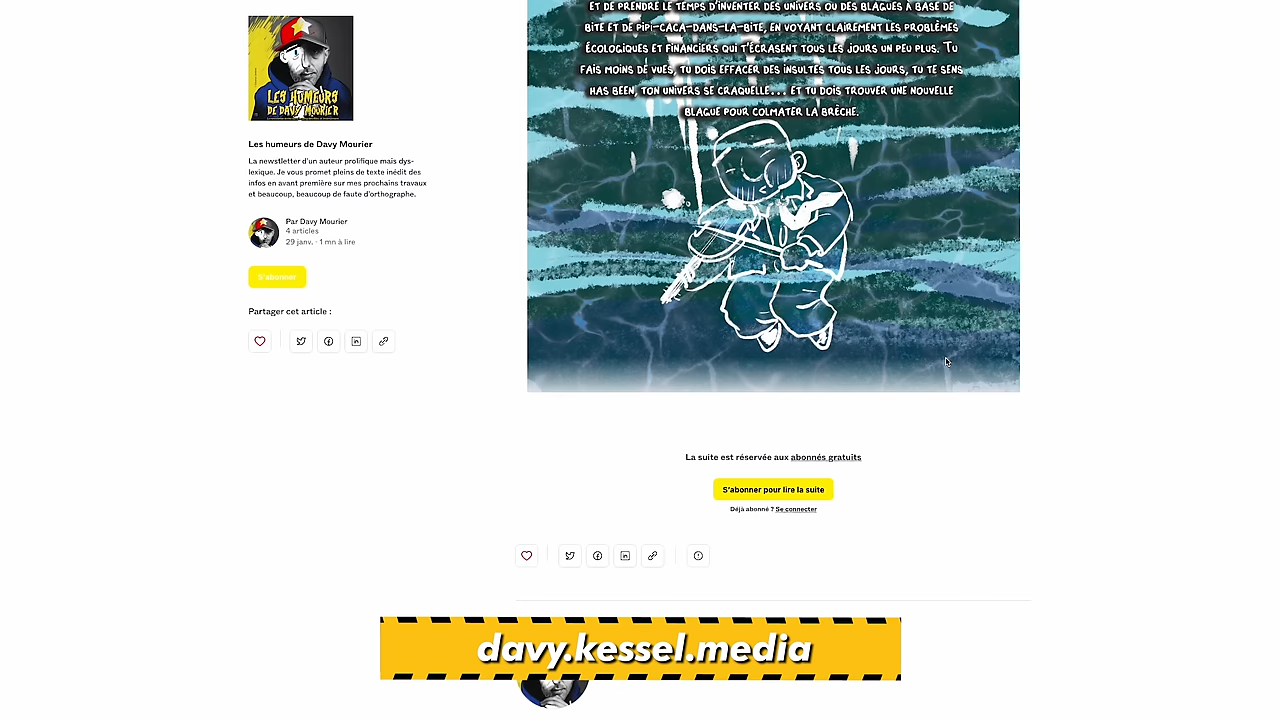 LES HUMEURS
DE DAVY MOURIER
Les humeurs de Davy Mourier
La newstletter d'un auteur prolifique mais dys-
lexique. Je vous promet pleins de texte inédit des
infos en avant première sur mes prochains travaux
et beaucoup, beaucoup de faute d'orthographe.
Par Davy Mourier
4 articles
29 janv. · 1 mn à lire
S'abonner
Partager cet article :
ET DE PRENDRE LE TEMPS D'INVENTER DES UNIVERS OU DES BLAGUES À BASE DE
BITE ET DE PIPI-CACA-DANS-LA-BITE, EN VOYANT CLAIREMENT LES PROBLÈMES
ÉCOLOGIQUES ET FINANCIERS QUI T'ÉCRASENT TOUS LES JOURS UN PEU PLUS. TU
FAIS MOINS DE VUES, TU DOIS EFFACER DES INSULTES TOUS LES JOURS, TU TE SENS
HAS BEEN, TON UNIVERS SE CRAQUELLE... ET TU DOIS TROUVER UNE NOUVELLE
BLAGUE POUR COLMATER LA BRÈCHE.
La suite est réservée aux abonnés gratuits
S'abonner pour lire la suite
Déjà abonné ? Se connecter
davy.kessel.media